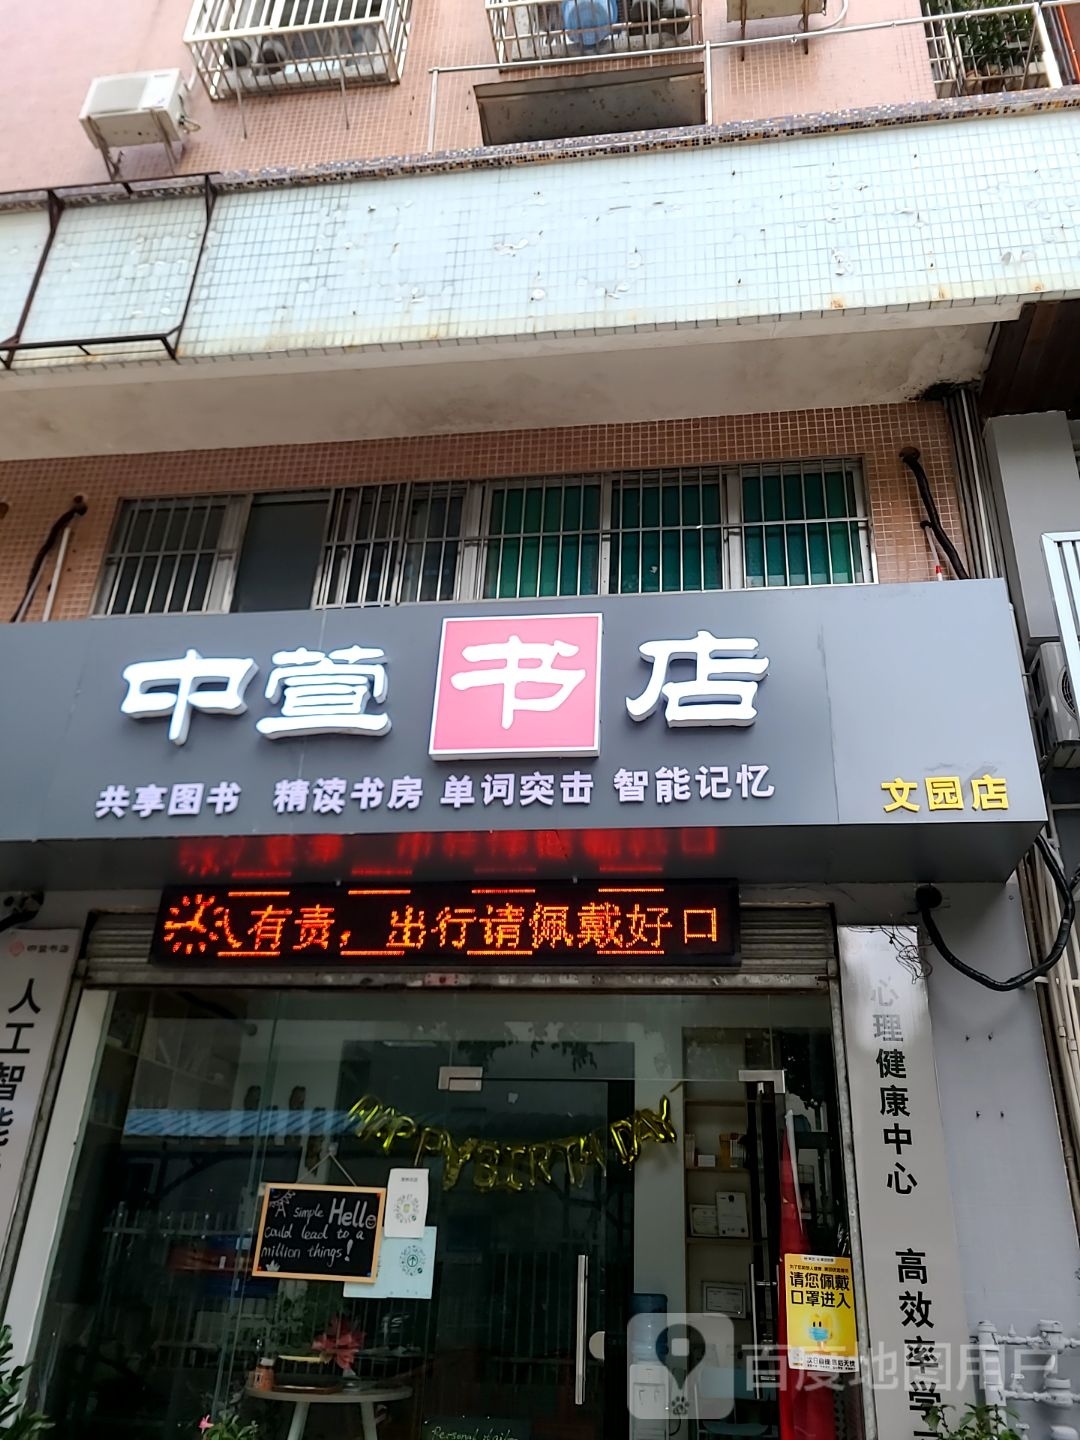 中萱书店
共享图书 精读书房 单词突击 智能记忆
文园店
人有责，出行请佩戴好口
中萱书店
人工智能
心理健康中心 高效率学
HAPPY BIRTHDAY
A simple Hello
could lead to a
million things!
请您佩戴
口罩进入
百度地图用户